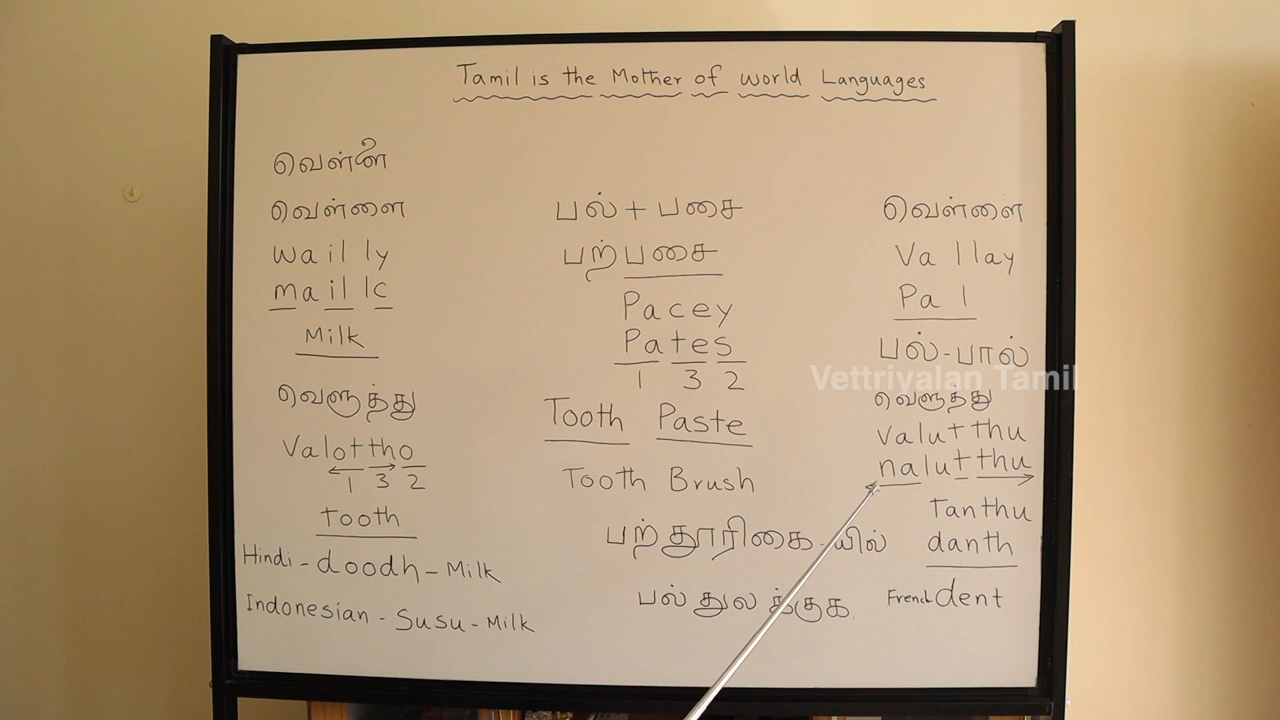 Tamil is the Mother of world Languages
வெள்ளை
வெள்ளை
wailly
maillc
Milk
வெளுத்து
Valottho
1 3 2
tooth
Hindi - doodh - Milk
Indonesian - Susu - Milk
பல் + பசை
பற்பசை
Pacey
Pates
1 3 2
Tooth Paste
Tooth Brush
பற்தூரிகை-யில்
பல் துலக்குக.
வெள்ளை
Vallay
Pal
பல் - பால்
வெளுத்து
Valutthu
nalutthu
Tanthu
danth
French dent
Vettriyalan Tamil